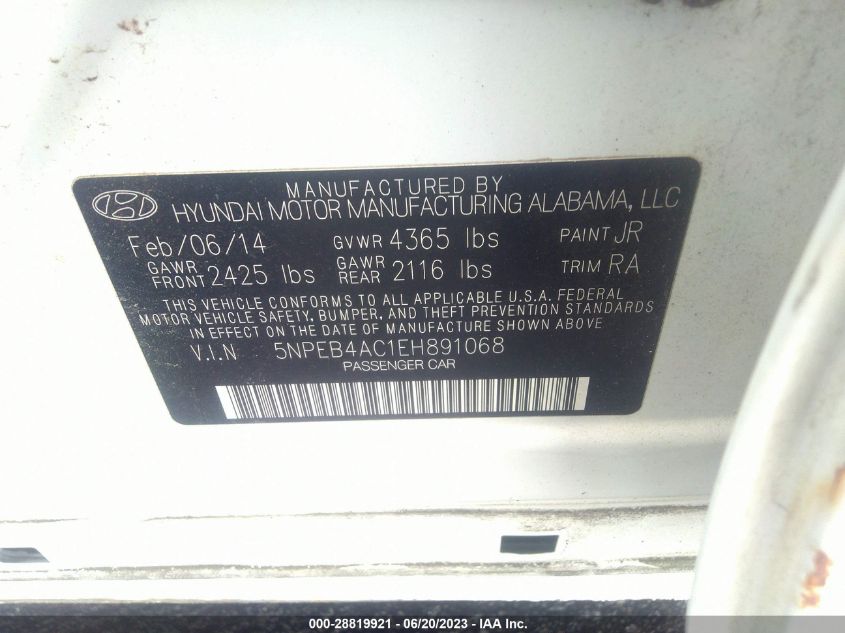 MANUFACTURED BY
HYUNDAI MOTOR MANUFACTURING ALABAMA, LLC
Feb/06/14 GVWR 4365 lbs PAINT JR
GAWR FRONT 2425 lbs GAWR REAR 2116 lbs TRIM RA
THIS VEHICLE CONFORMS TO ALL APPLICABLE U.S.A. FEDERAL
MOTOR VEHICLE SAFETY, BUMPER, AND THEFT PREVENTION STANDARDS
IN EFFECT ON THE DATE OF MANUFACTURE SHOWN ABOVE.
V.I.N 5NPEB4AC1EH891068
PASSENGER CAR
000-28819921 - 06/20/2023 - IAA Inc.